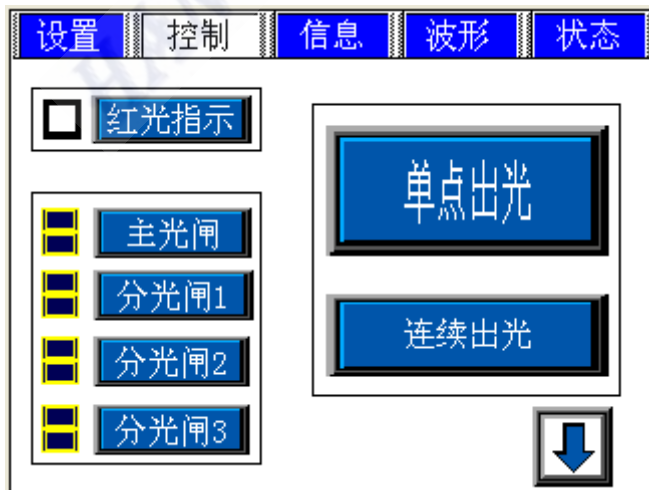 设置 控制 信息 波形 状态
红光指示
单点出光
主光闸
分光闸1
连续出光
分光闸2
分光闸3